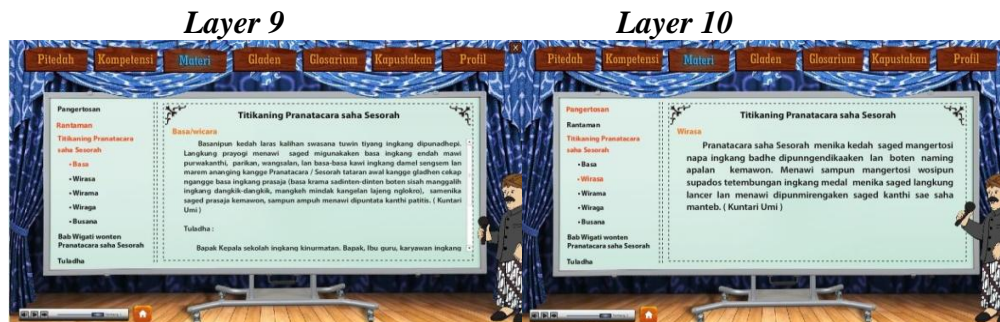 Layer 9
Pitedah Kompetensi Materi Gladen Glosarium Kapustakan Profil
Pangertosan
Rantaman
Titikaning Pranatacara
saha Sesorah
• Basa
• Wirasa
• Wirama
• Wiraga
• Busana
Bab Wigati wonten
Pranatacara saha Sesorah
Tuladha
Titikaning Pranatacara saha Sesorah
Basa/wicara
Basanipun kedah laras kalihan swasana tuwin tiyang ingkang dipunadhepi.
Langkung prayogi menawi saged migunakaken basa ingkang endah mawi
purwakanthi, parikan, wangsalan, lan basa-basa kawi ingkang damel sengsem lan
marem ananging kangge Pranatacara / Sesorah tataran awal kangge gladhen cekap
ngangge basa ingkang prasaja (basa krama sadinten-dinten boten sisah manggalih
ingkang dangkik-dangkik, mangkeh mindak kangelan lajeng nglokro), samenika
saged prasaja kemawon, sampun ampuh menawi dipuntata kanthi patitis. ( Kuntari
Umi )
Tuladha :
Bapak Kepala sekolah ingkang kinurmatan. Bapak, Ibu guru, karyawan ingkang
Layer 10
Pitedah Kompetensi Materi Gladen Glosarium Kapustakan Profil
Pangertosan
Rantaman
Titikaning Pranatacara
saha Sesorah
• Basa
• Wirasa
• Wirama
• Wiraga
• Busana
Bab Wigati wonten
Pranatacara saha Sesorah
Tuladha
Titikaning Pranatacara saha Sesorah
Wirasa
Pranatacara saha Sesorah menika kedah saged mangertosi
napa ingkang badhe dipunngendikaaken lan boten naming
apalan kemawon. Menawi sampun mangertosi wosipun
supados tetembungan ingkang medal menika saged langkung
lancer lan menawi dipunmirengaken saged kanthi sae saha
manteb. ( Kuntari Umi )